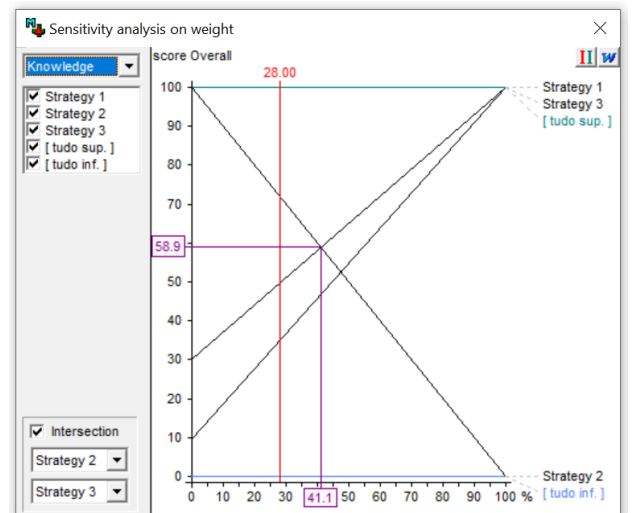 Sensitivity analysis on weight
Knowledge
Strategy 1
Strategy 2
Strategy 3
[ tudo sup. ]
[ tudo inf. ]
Intersection
Strategy 2
Strategy 3
score Overall
28.00
100
90
80
70
58.9
50
40
30
20
10
0
0 10 20 30 41.1 50 60 70 80 90 100 %
Strategy 1
Strategy 3
[ tudo sup. ]
Strategy 2
[ tudo inf. ]